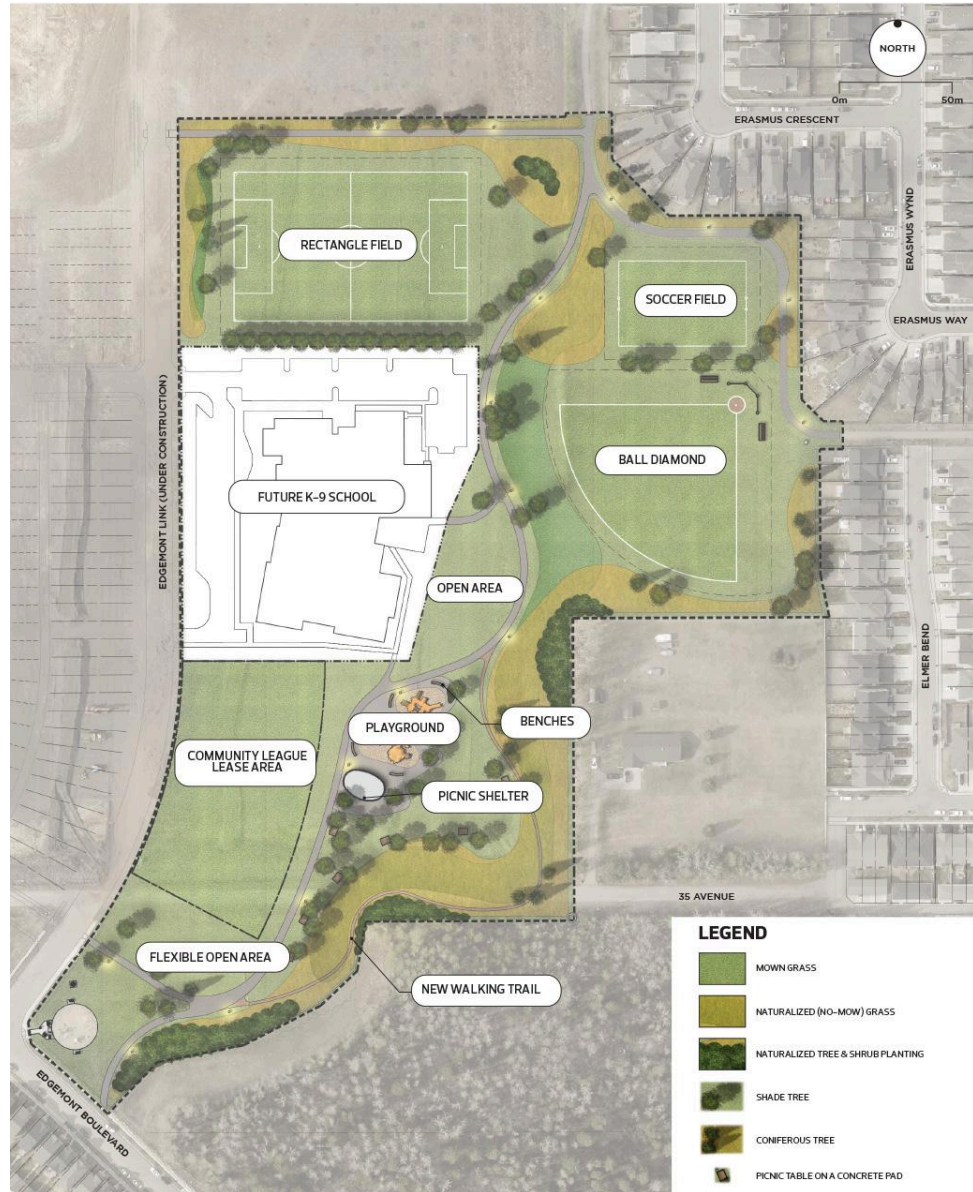 NORTH
0m
50m
ERASMUS CRESCENT
ERASMUS WYND
RECTANGLE FIELD
SOCCER FIELD
ERASMUS WAY
EDGEMONT LINK (UNDER CONSTRUCTION)
BALL DIAMOND
FUTURE K-9 SCHOOL
OPEN AREA
ELMER BEND
PLAYGROUND
BENCHES
COMMUNITY LEAGUE
LEASE AREA
PICNIC SHELTER
35 AVENUE
FLEXIBLE OPEN AREA
NEW WALKING TRAIL
EDGEMONT BOULEVARD
LEGEND
MOWN GRASS
NATURALIZED (NO-MOW) GRASS
NATURALIZED TREE & SHRUB PLANTING
SHADE TREE
CONIFEROUS TREE
PICNIC TABLE ON A CONCRETE PAD